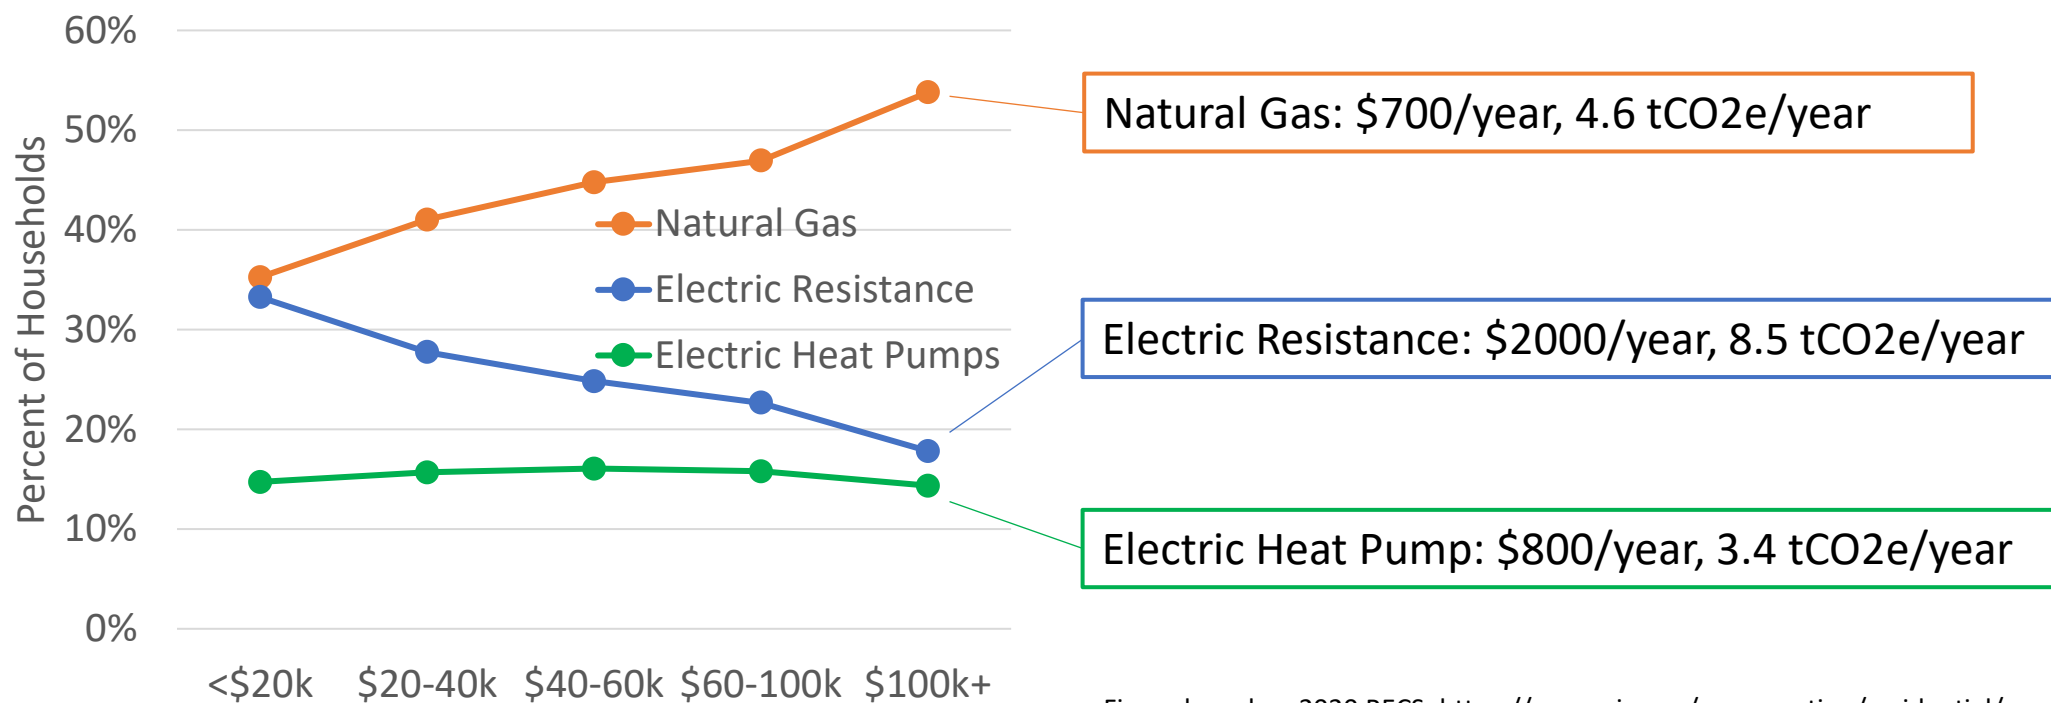 60%
50%
40%
30%
20%
10%
0%
Percent of Households
<$20k $20-40k $40-60k $60-100k $100k+
Natural Gas
Electric Resistance
Electric Heat Pumps
Natural Gas: $700/year, 4.6 tCO2e/year
Electric Resistance: $2000/year, 8.5 tCO2e/year
Electric Heat Pump: $800/year, 3.4 tCO2e/year
2020 RECS